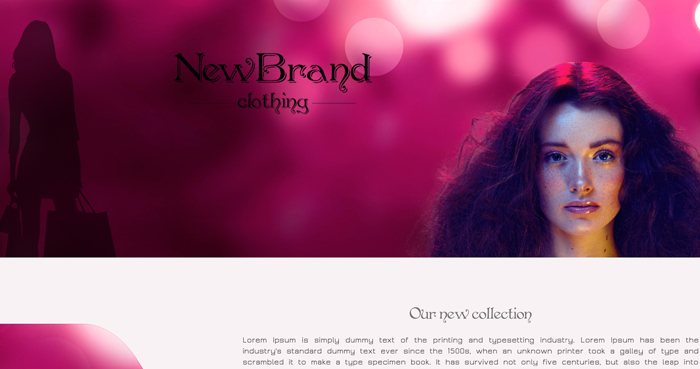 NewBrand
clothing
Our new collection
Lorem Ipsum is simply dummy text of the printing and typesetting industry. Lorem Ipsum has been the
industry's standard dummy text ever since the 1500s, when an unknown printer took a galley of type and
scrambled it to make a type specimen book. It has survived not only five centuries, but also the leap into